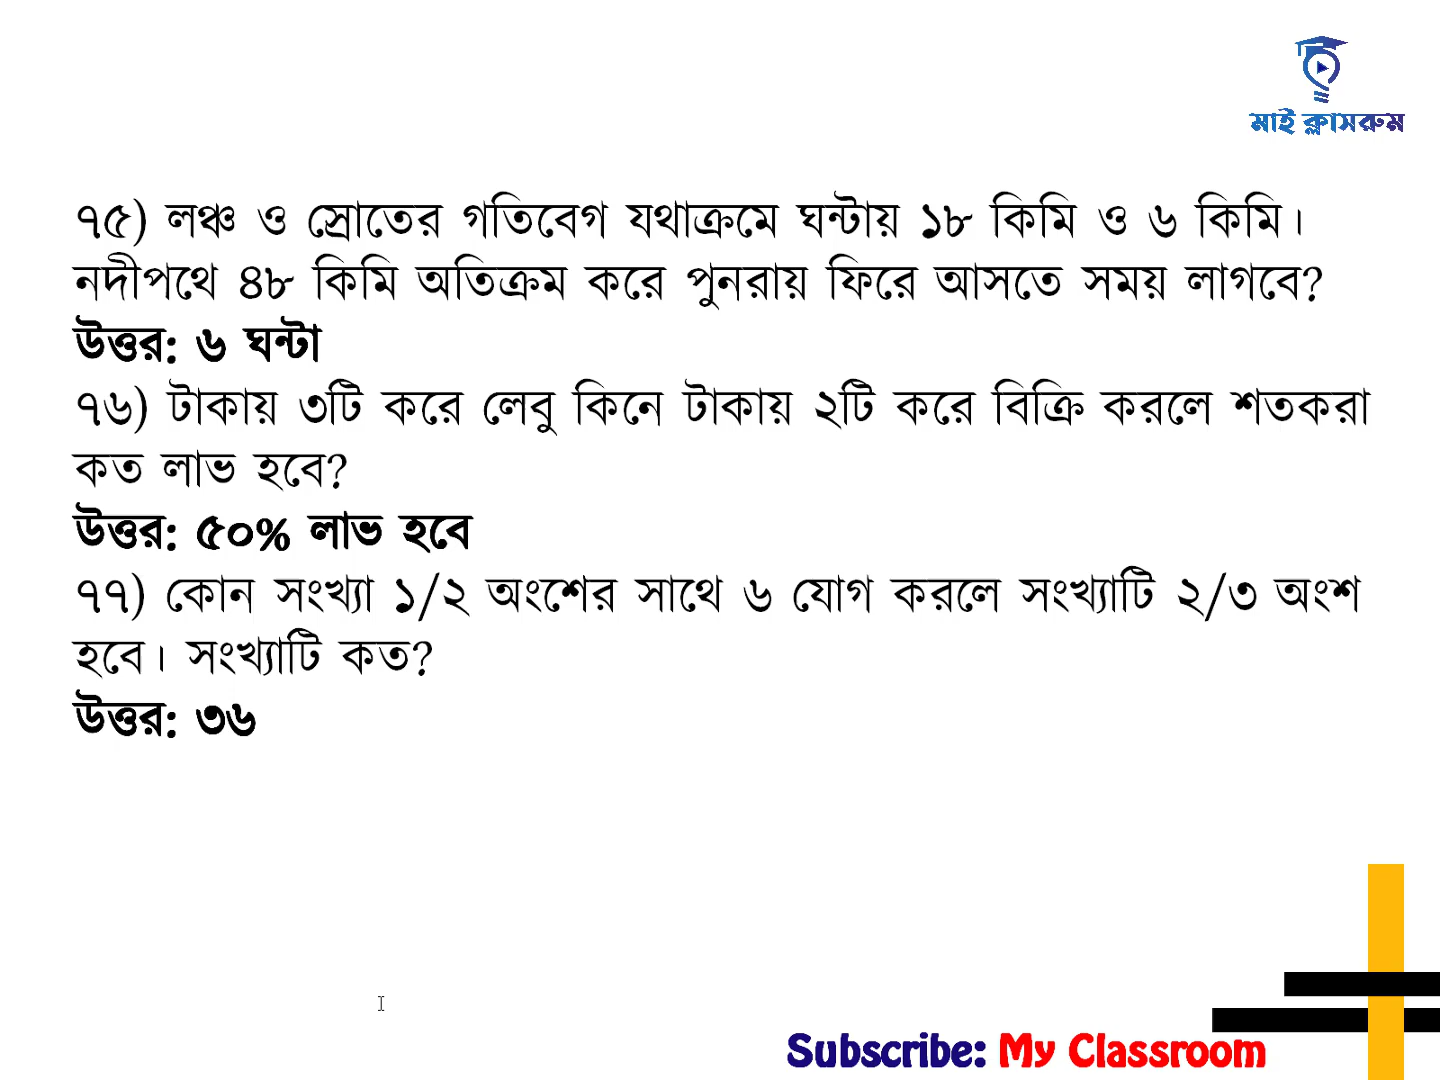 মাই ক্লাসরুম
৭৫) লঞ্চ ও স্রোতের গতিবেগ যথাক্রমে ঘন্টায় ১৮ কিমি ও ৬ কিমি।
নদীপথে ৪৮ কিমি অতিক্রম করে পুনরায় ফিরে আসতে সময় লাগবে?
উত্তর: ৬ ঘন্টা
৭৬) টাকায় ৩টি করে লেবু কিনে টাকায় ২টি করে বিক্রি করলে শতকরা
কত লাভ হবে?
উত্তর: ৫০% লাভ হবে
৭৭) কোন সংখ্যা ১/২ অংশের সাথে ৬ যোগ করলে সংখ্যাটি ২/৩ অংশ
হবে। সংখ্যাটি কত?
উত্তর: ৩৬
Subscribe: My Classroom